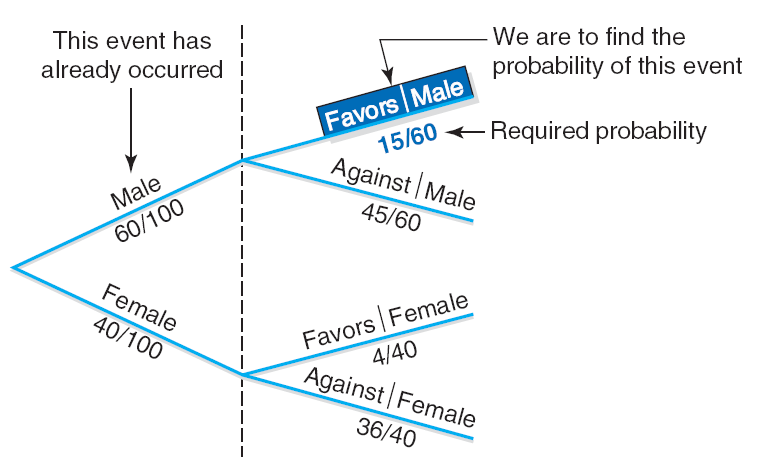 This event has
already occurred
We are to find the
probability of this event
Favors | Male
15/60
Required probability
Against | Male
45/60
Male
60/100
Female
40/100
Favors | Female
4/40
Against | Female
36/40